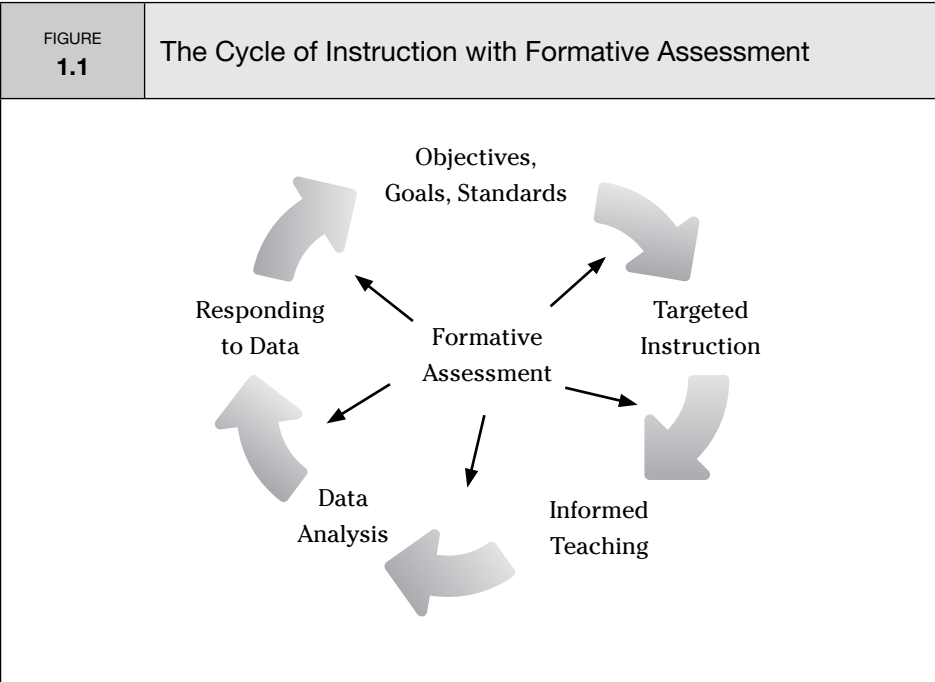 FIGURE
1.1
The Cycle of Instruction with Formative Assessment
Objectives,
Goals, Standards
Targeted
Instruction
Informed
Teaching
Data
Analysis
Responding
to Data
Formative
Assessment